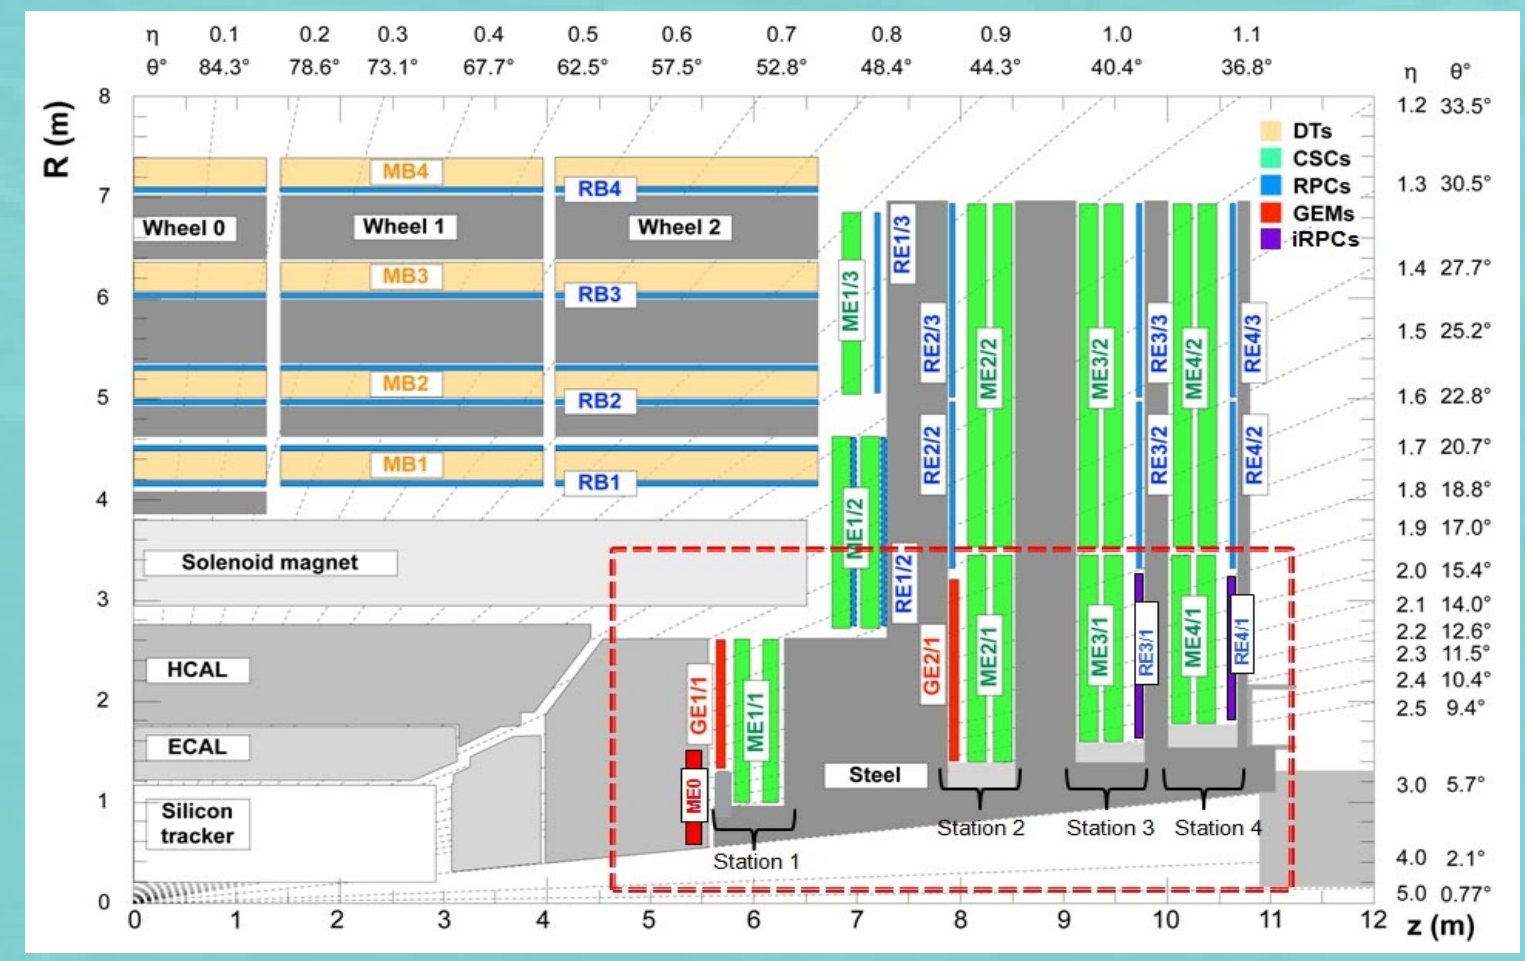 η 0.1 0.2 0.3 0.4 0.5 0.6 0.7 0.8 0.9 1.0 1.1
θ° 84.3° 78.6° 73.1° 67.7° 62.5° 57.5° 52.8° 48.4° 44.3° 40.4° 36.8°
η θ°
R (m)
8
7
6
5
4
3
2
1
0
1.2 33.5°
1.3 30.5°
1.4 27.7°
1.5 25.2°
1.6 22.8°
1.7 20.7°
1.8 18.8°
1.9 17.0°
2.0 15.4°
2.1 14.0°
2.2 12.6°
2.3 11.5°
2.4 10.4°
2.5 9.4°
3.0 5.7°
4.0 2.1°
5.0 0.77°
DTs
CSCs
RPCs
GEMs
iRPCs
MB4
RB4
Wheel 0
Wheel 1
Wheel 2
MB3
RB3
MB2
RB2
MB1
RB1
Solenoid magnet
HCAL
ECAL
Silicon
tracker
Steel
ME1/3
RE1/3
ME1/2
RE1/2
RE2/3
RE2/2
ME2/2
ME3/2
RE3/3
RE3/2
ME4/2
RE4/3
RE4/2
GE1/1
ME1/1
ME0
GE2/1
ME2/1
ME3/1
RE3/1
ME4/1
RE4/1
Station 1
Station 2
Station 3
Station 4
0 1 2 3 4 5 6 7 8 9 10 11 12
z (m)